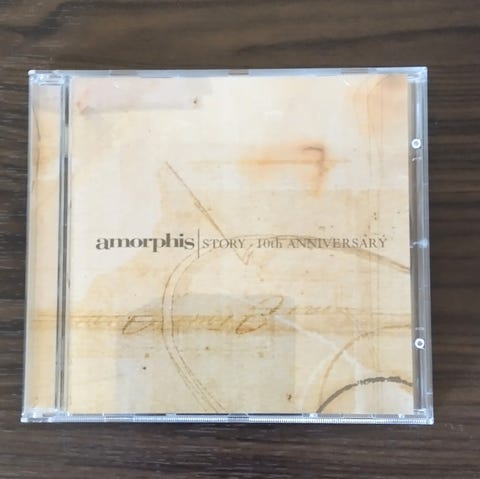 amorphis | STORY - 10th ANNIVERSARY